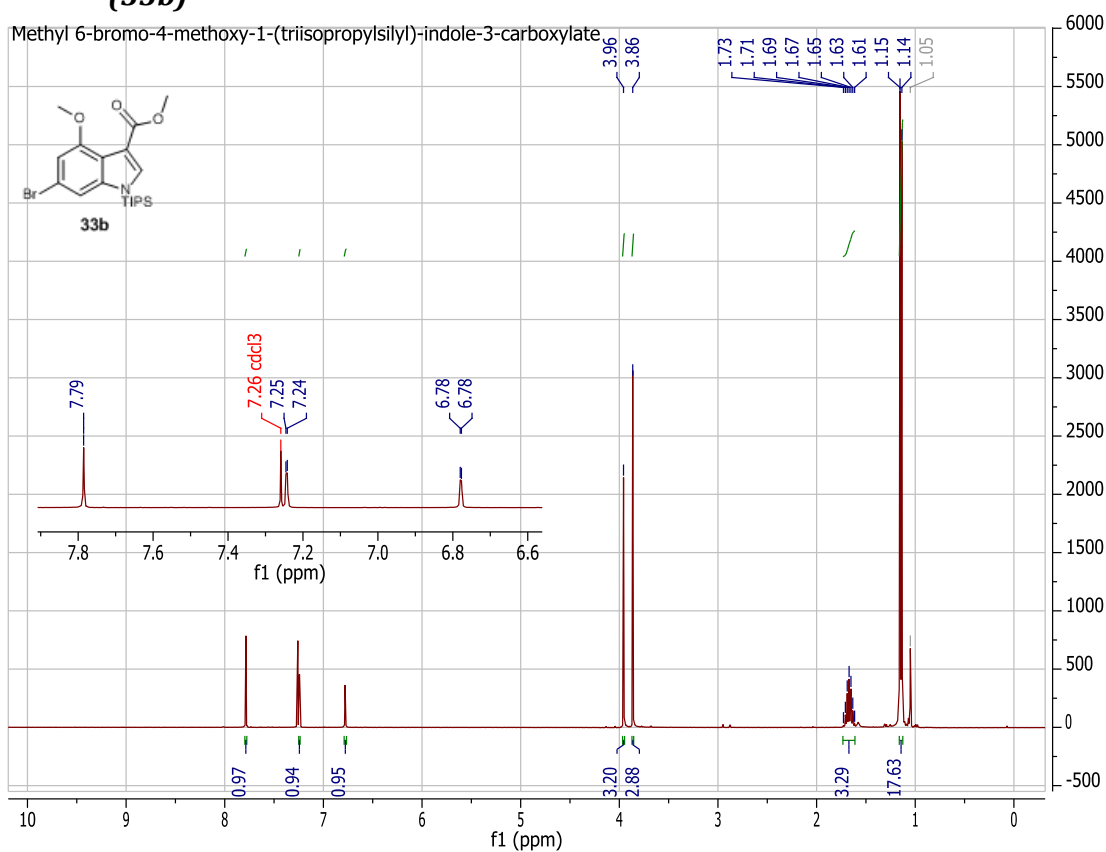 (33b)
Methyl 6-bromo-4-methoxy-1-(triisopropylsilyl)-indole-3-carboxylate
3.96
3.86
1.73
1.71
1.69
1.67
1.65
1.63
1.61
1.15
1.14
1.05
O
O
O
Br
N
TIPS
33b
7.79
7.26 cdcl3
7.25
7.24
6.78
6.78
7.8 7.6 7.4 7.2 7.0 6.8 6.6
f1 (ppm)
6000
5500
5000
4500
4000
3500
3000
2500
2000
1500
1000
500
0
-500
0.97
0.94
0.95
3.20
2.88
3.29
17.63
10 9 8 7 6 5 4 3 2 1 0
f1 (ppm)